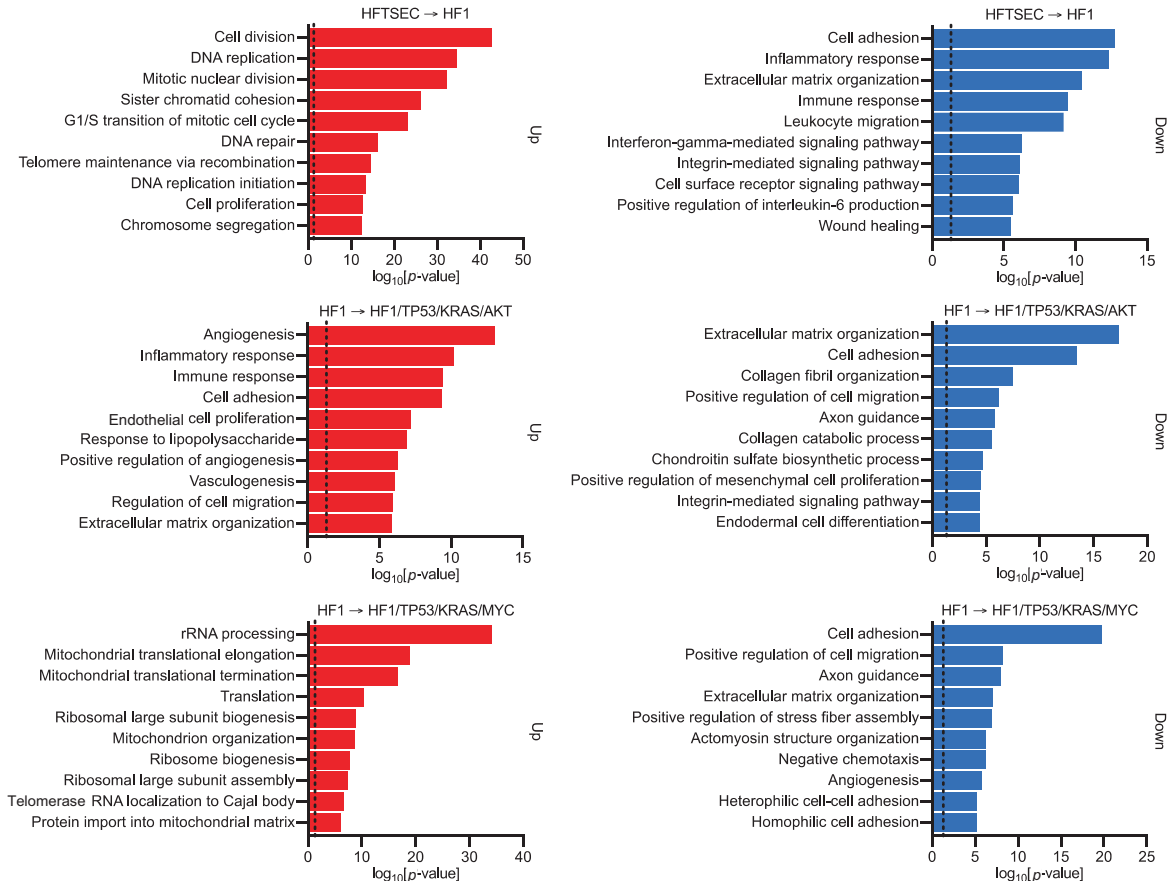 HFTSEC → HF1
Cell division
DNA replication
Mitotic nuclear division
Sister chromatid cohesion
G1/S transition of mitotic cell cycle
DNA repair
Telomere maintenance via recombination
DNA replication initiation
Cell proliferation
Chromosome segregation
Up
0 10 20 30 40 50
log10[p-value]
HFTSEC → HF1
Cell adhesion
Inflammatory response
Extracellular matrix organization
Immune response
Leukocyte migration
Interferon-gamma-mediated signaling pathway
Integrin-mediated signaling pathway
Cell surface receptor signaling pathway
Positive regulation of interleukin-6 production
Wound healing
Down
0 5 10 15
log10[p-value]
HF1 → HF1/TP53/KRAS/AKT
Angiogenesis
Inflammatory response
Immune response
Cell adhesion
Endothelial cell proliferation
Response to lipopolysaccharide
Positive regulation of angiogenesis
Vasculogenesis
Regulation of cell migration
Extracellular matrix organization
Up
0 5 10 15
log10[p-value]
HF1 → HF1/TP53/KRAS/AKT
Extracellular matrix organization
Cell adhesion
Collagen fibril organization
Positive regulation of cell migration
Axon guidance
Collagen catabolic process
Chondroitin sulfate biosynthetic process
Positive regulation of mesenchymal cell proliferation
Integrin-mediated signaling pathway
Endodermal cell differentiation
Down
0 5 10 15 20
log10[p-value]
HF1 → HF1/TP53/KRAS/MYC
rRNA processing
Mitochondrial translational elongation
Mitochondrial translational termination
Translation
Ribosomal large subunit biogenesis
Mitochondrion organization
Ribosome biogenesis
Ribosomal large subunit assembly
Telomerase RNA localization to Cajal body
Protein import into mitochondrial matrix
Up
0 10 20 30 40
log10[p-value]
HF1 → HF1/TP53/KRAS/MYC
Cell adhesion
Positive regulation of cell migration
Axon guidance
Extracellular matrix organization
Positive regulation of stress fiber assembly
Actomyosin structure organization
Negative chemotaxis
Angiogenesis
Heterophilic cell-cell adhesion
Homophilic cell adhesion
Down
0 5 10 15 20 25
log10[p-value]